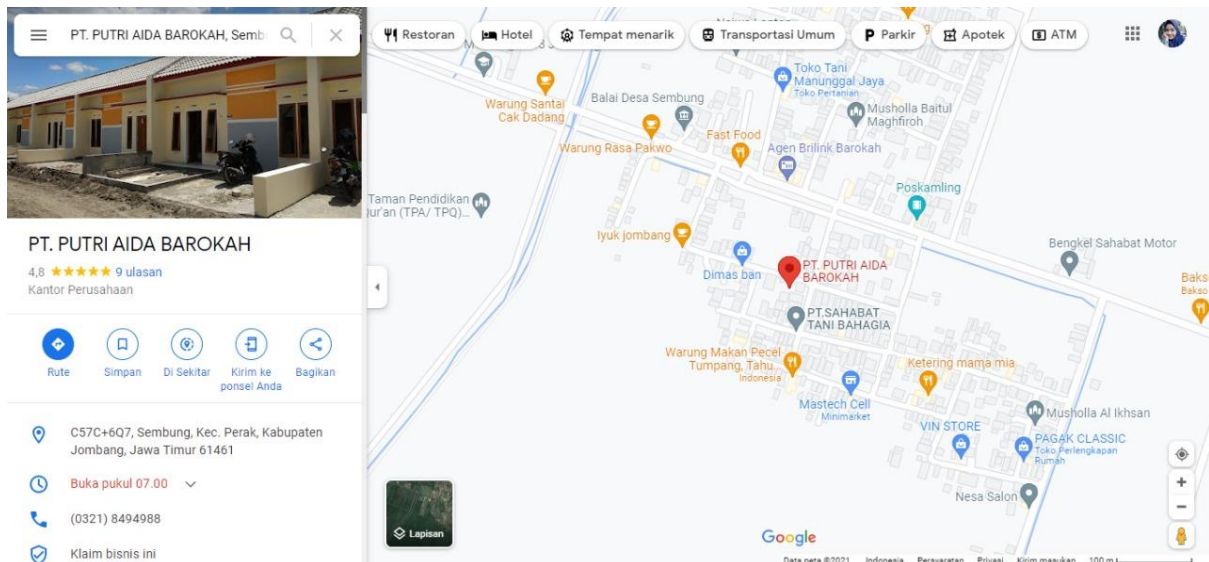 PT. PUTRI AIDA BAROKAH, Semb
Restoran
Hotel
Tempat menarik
Transportasi Umum
Parkir
Apotek
ATM
PT. PUTRI AIDA BAROKAH
4,8 9 ulasan
Kantor Perusahaan
Rute
Simpan
Di Sekitar
Kirim ke
ponsel Anda
Bagikan
C57C+6Q7, Sembung, Kec. Perak, Kabupaten
Jombang, Jawa Timur 61461
Buka pukul 07.00
(0321) 8494988
Klaim bisnis ini
Toko Tani
Manunggal Jaya
Toko Pertanian
Warung Santai
Cak Dadang
Balai Desa Sembung
Musholla Baitul
Maghfiroh
Warung Rasa Pakwo
Fast Food
Agen Brilink Barokah
Taman Pendidikan
(TPA/ TPQ)...
Poskamling
Iyuk jombang
Bengkel Sahabat Motor
Dimas ban
PT. PUTRI AIDA
BAROKAH
Baks
Bakso
PT.SAHABAT
TANI BAHAGIA
Warung Makan Pecel
Tumpang, Tahu...
Indonesia
Ketering mama mia
Mastech Cell
Minimarket
Musholla Al Ikhsan
VIN STORE
PAGAK CLASSIC
Toko Perlengkapan
Rumah
Nesa Salon
Lapisan
Google
Data peta ©2021 Indonesia Persyaratan Privasi Kirim masukan 100 m